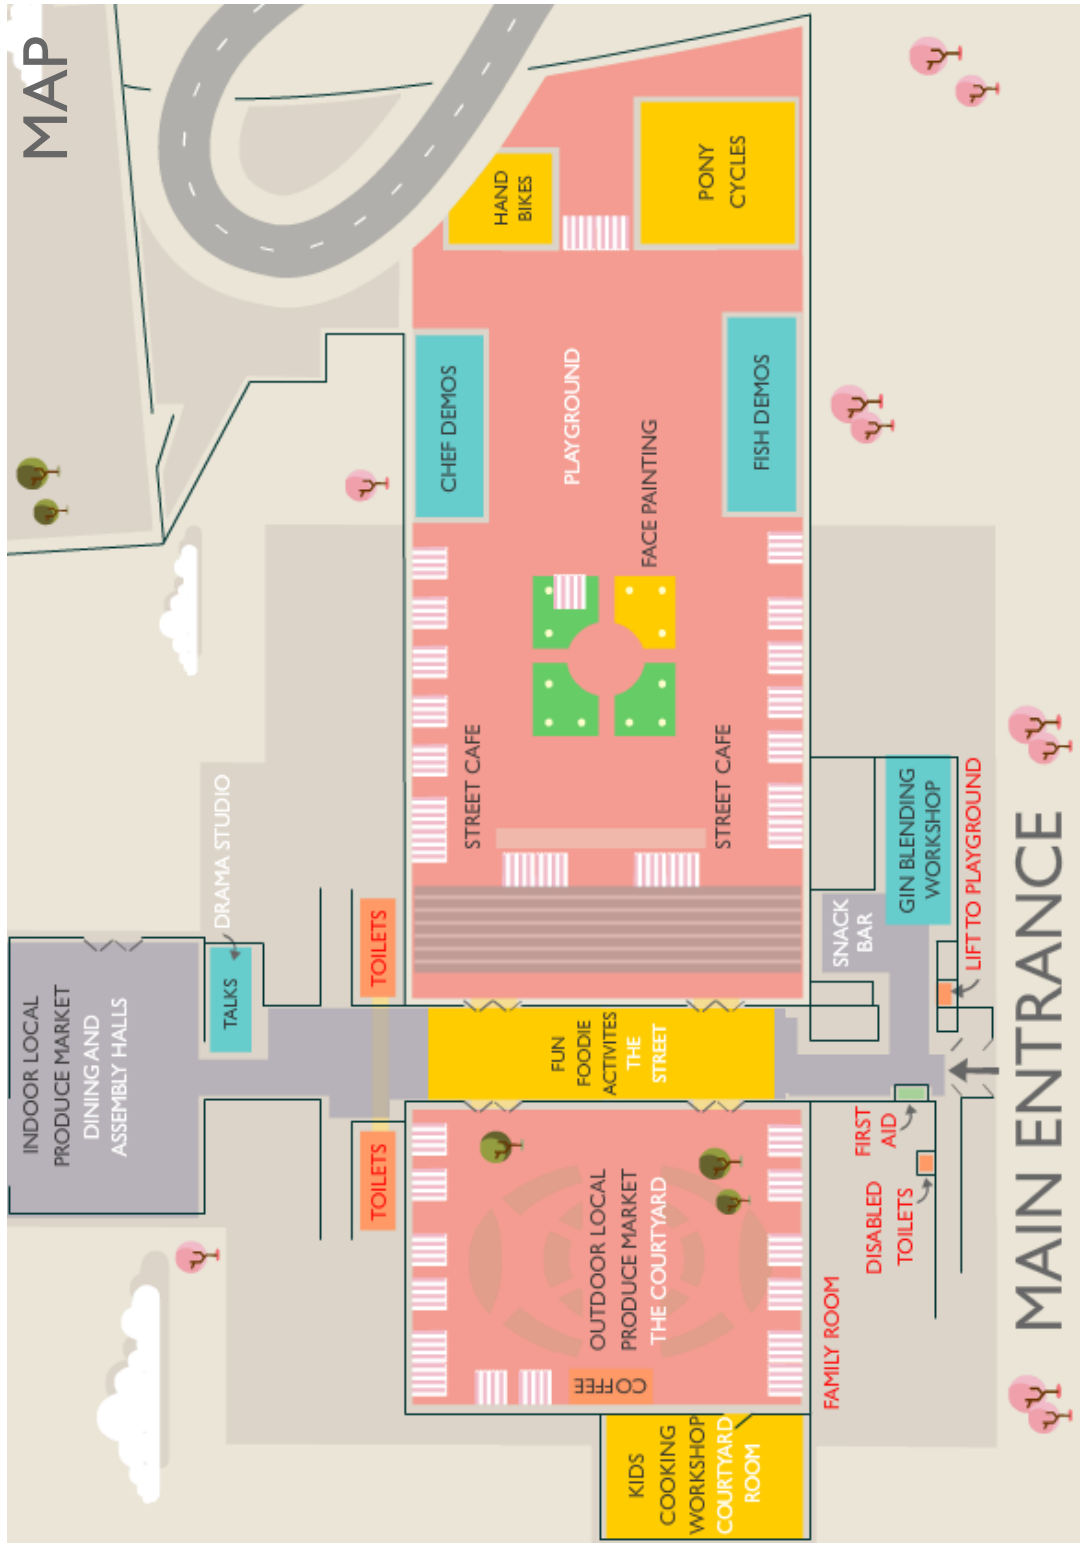 MAP
INDOOR LOCAL
PRODUCE MARKET
DINING AND
ASSEMBLY HALLS
DRAMA STUDIO
TALKS
TOILETS
TOILETS
CHEF DEMOS
HAND
BIKES
PONY
CYCLES
PLAYGROUND
FACE PAINTING
FISH DEMOS
STREET CAFE
STREET CAFE
FUN
FOODIE
ACTIVITES
THE
STREET
OUTDOOR LOCAL
PRODUCE MARKET
THE COURTYARD
COFFEE
KIDS
COOKING
WORKSHOP
COURTYARD
ROOM
FAMILY ROOM
SNACK
BAR
GIN BLENDING
WORKSHOP
LIFT TO PLAYGROUND
FIRST
AID
DISABLED
TOILETS
MAIN ENTRANCE